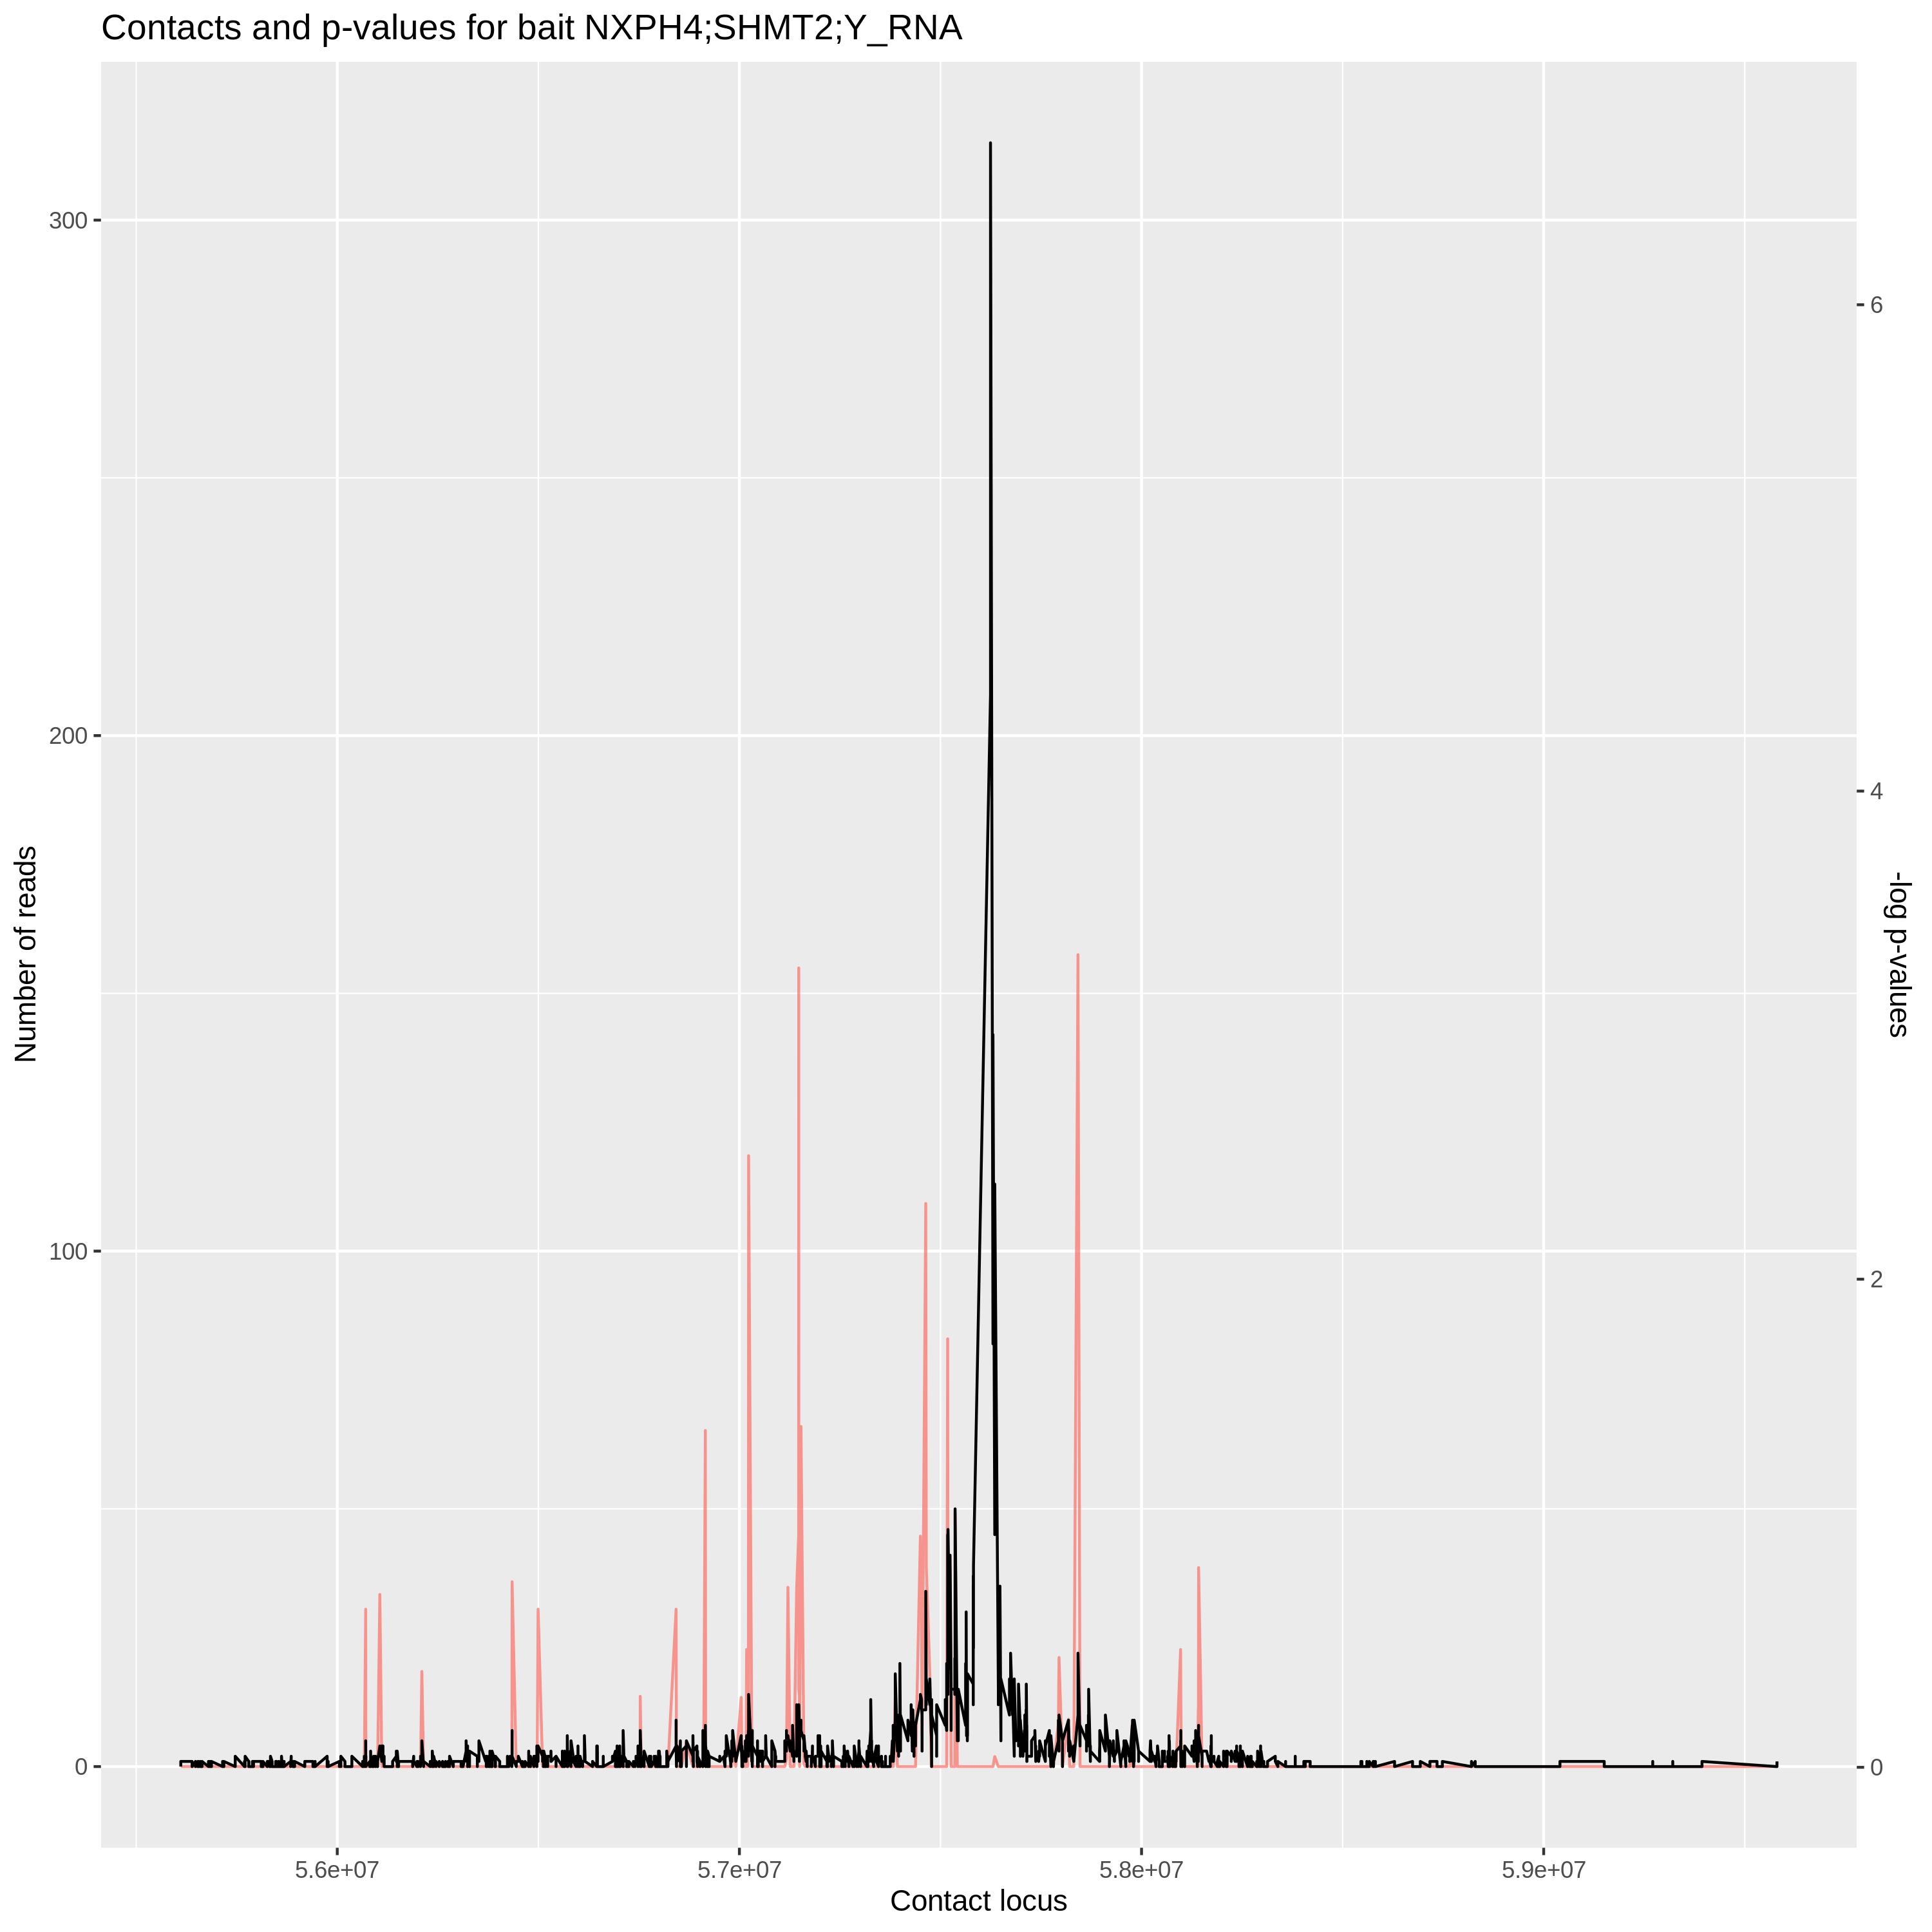 Contacts and p-values for bait NXPH4;SHMT2;Y_RNA
300
200
100
0
Number of reads
6
4
2
0
-log p-values
5.6e+07
5.7e+07
5.8e+07
5.9e+07
Contact locus